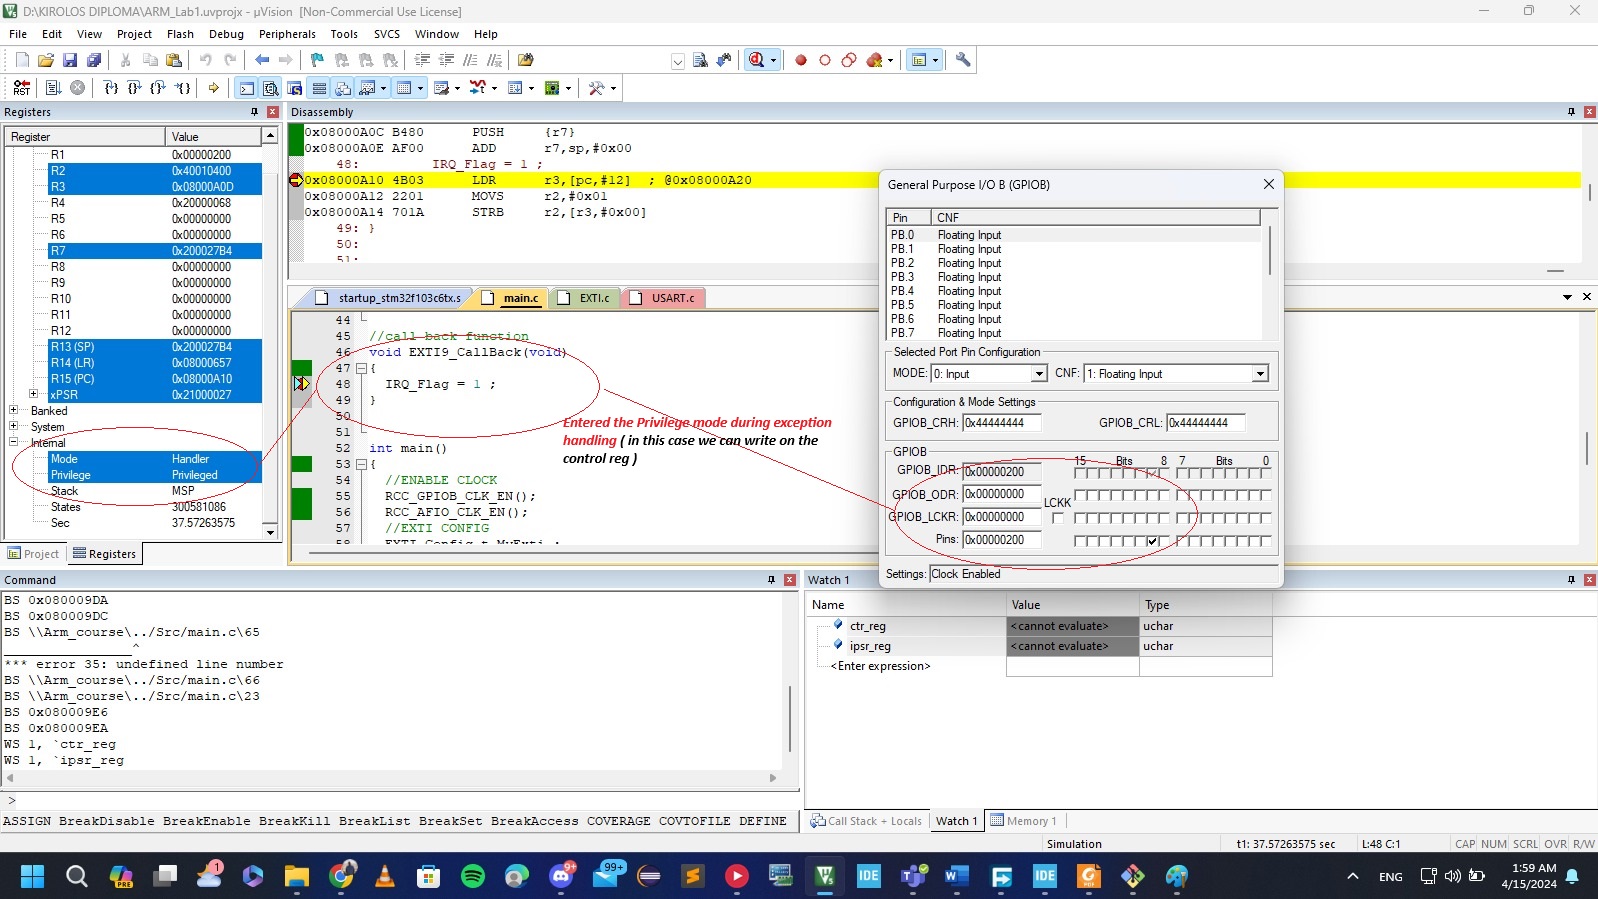 D:\KIROLOS DIPLOMA\ARM_Lab1.uvprojx - µVision  [Non-Commercial Use License]
File Edit View Project Flash Debug Peripherals Tools SVCS Window Help
Registers
Register Value
R1 0x00000200
R2 0x40010400
R3 0x08000A0D
R4 0x20000068
R5 0x00000000
R6 0x00000000
R7 0x200027B4
R8 0x00000000
R9 0x00000000
R10 0x00000000
R11 0x00000000
R12 0x00000000
R13 (SP) 0x200027B4
R14 (LR) 0x08000657
R15 (PC) 0x08000A10
xPSR 0x21000027
Banked
System
Internal
Mode Handler
Privilege Privileged
Stack MSP
States 300581086
Sec 37.57263575
Project Registers
Disassembly
0x08000A0C B480 PUSH {r7}
0x08000A0E AF00 ADD r7,sp,#0x00
48: IRQ_Flag = 1 ;
0x08000A10 4B03 LDR r3,[pc,#12] ; @0x08000A20
0x08000A12 2201 MOVS r2,#0x01
0x08000A14 701A STRB r2,[r3,#0x00]
49: }
50:
51:
startup_stm32f103c6tx.s main.c EXTI.c USART.c
44
45 //call back function
46 void EXTI9_CallBack(void)
47 {
48 IRQ_Flag = 1 ;
49 }
50
51
52 int main()
53 {
54 //ENABLE CLOCK
55 RCC_GPIOB_CLK_EN();
56 RCC_AFIO_CLK_EN();
57 //EXTI CONFIG
58 EXTI_Config_t MyExti ;
Entered the Privilege mode during exception
handling ( in this case we can write on the
control reg )
General Purpose I/O B (GPIOB)
Pin CNF
PB.0 Floating Input
PB.1 Floating Input
PB.2 Floating Input
PB.3 Floating Input
PB.4 Floating Input
PB.5 Floating Input
PB.6 Floating Input
PB.7 Floating Input
Selected Port Pin Configuration
MODE: 0: Input CNF: 1: Floating Input
Configuration & Mode Settings
GPIOB_CRH: 0x44444444 GPIOB_CRL: 0x44444444
GPIOB
15 Bits 8 7 Bits 0
GPIOB_IDR: 0x00000200
GPIOB_ODR: 0x00000000
LCKK
GPIOB_LCKR: 0x00000000
Pins: 0x00000200
Settings: Clock Enabled
Command
BS 0x080009DA
BS 0x080009DC
BS \\Arm_course\../Src/main.c\65
________________^
*** error 35: undefined line number
BS \\Arm_course\../Src/main.c\66
BS \\Arm_course\../Src/main.c\23
BS 0x080009E6
BS 0x080009EA
WS 1, `ctr_reg
WS 1, `ipsr_reg
>
ASSIGN BreakDisable BreakEnable BreakKill BreakList BreakSet BreakAccess COVERAGE COVTOFILE DEFINE
Watch 1
Name Value Type
ctr_reg <cannot evaluate> uchar
ipsr_reg <cannot evaluate> uchar
<Enter expression>
Call Stack + Locals Watch 1 Memory 1
Simulation t1: 37.57263575 sec L:48 C:1 CAP NUM SCRL OVR R/W
PRE 1 9+ 99+ IDE IDE
ENG
1:59 AM
4/15/2024